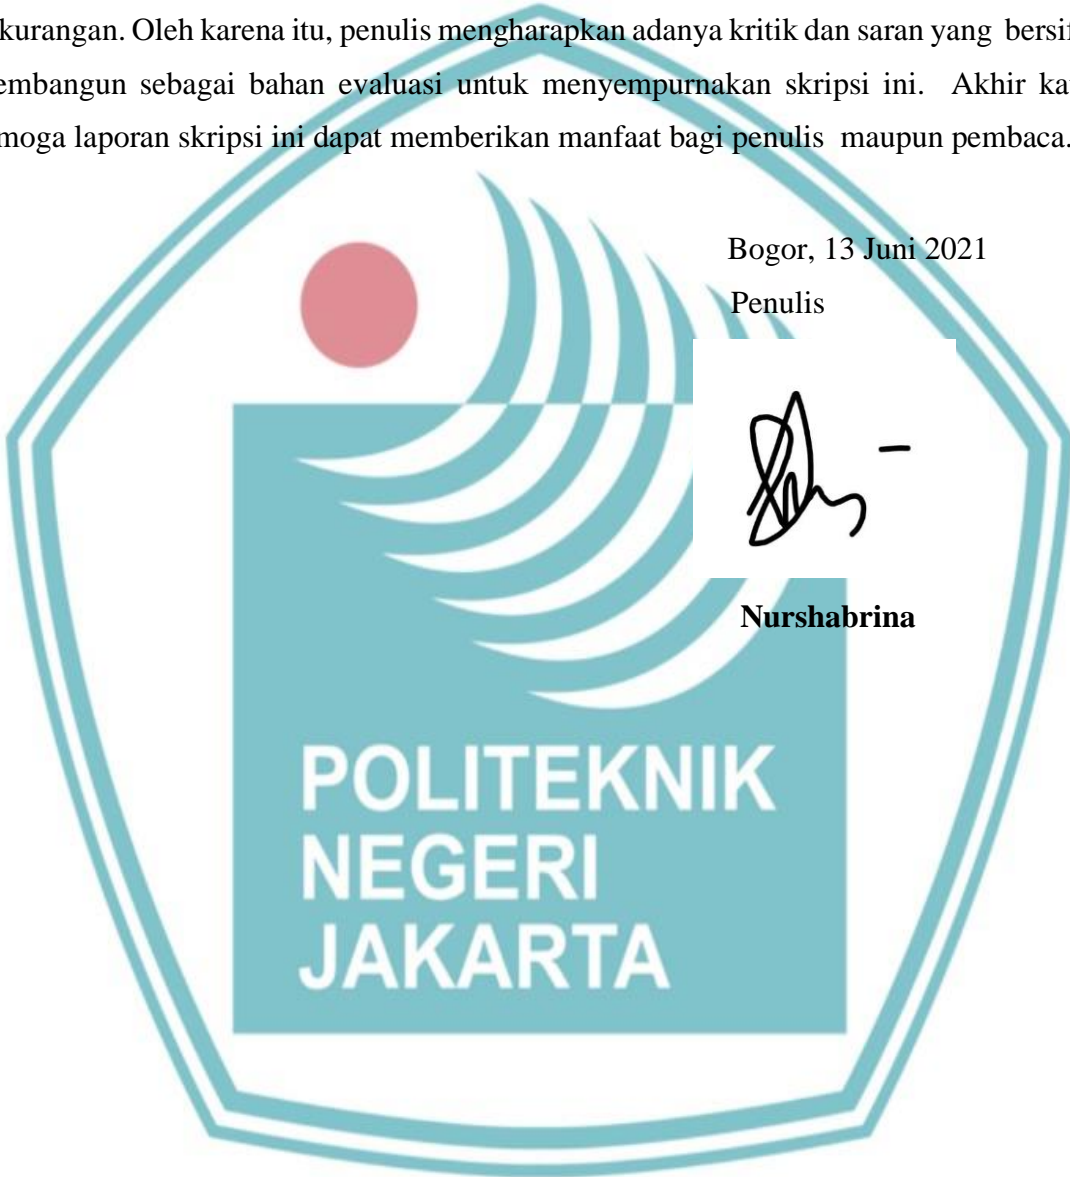 kurangan. Oleh karena itu, penulis mengharapkan adanya kritik dan saran yang bersif
embangun sebagai bahan evaluasi untuk menyempurnakan skripsi ini. Akhir ka
moga laporan skripsi ini dapat memberikan manfaat bagi penulis maupun pembaca.
Bogor, 13 Juni 2021
Penulis
Nurshabrina
POLITEKNIK
NEGERI
JAKARTA